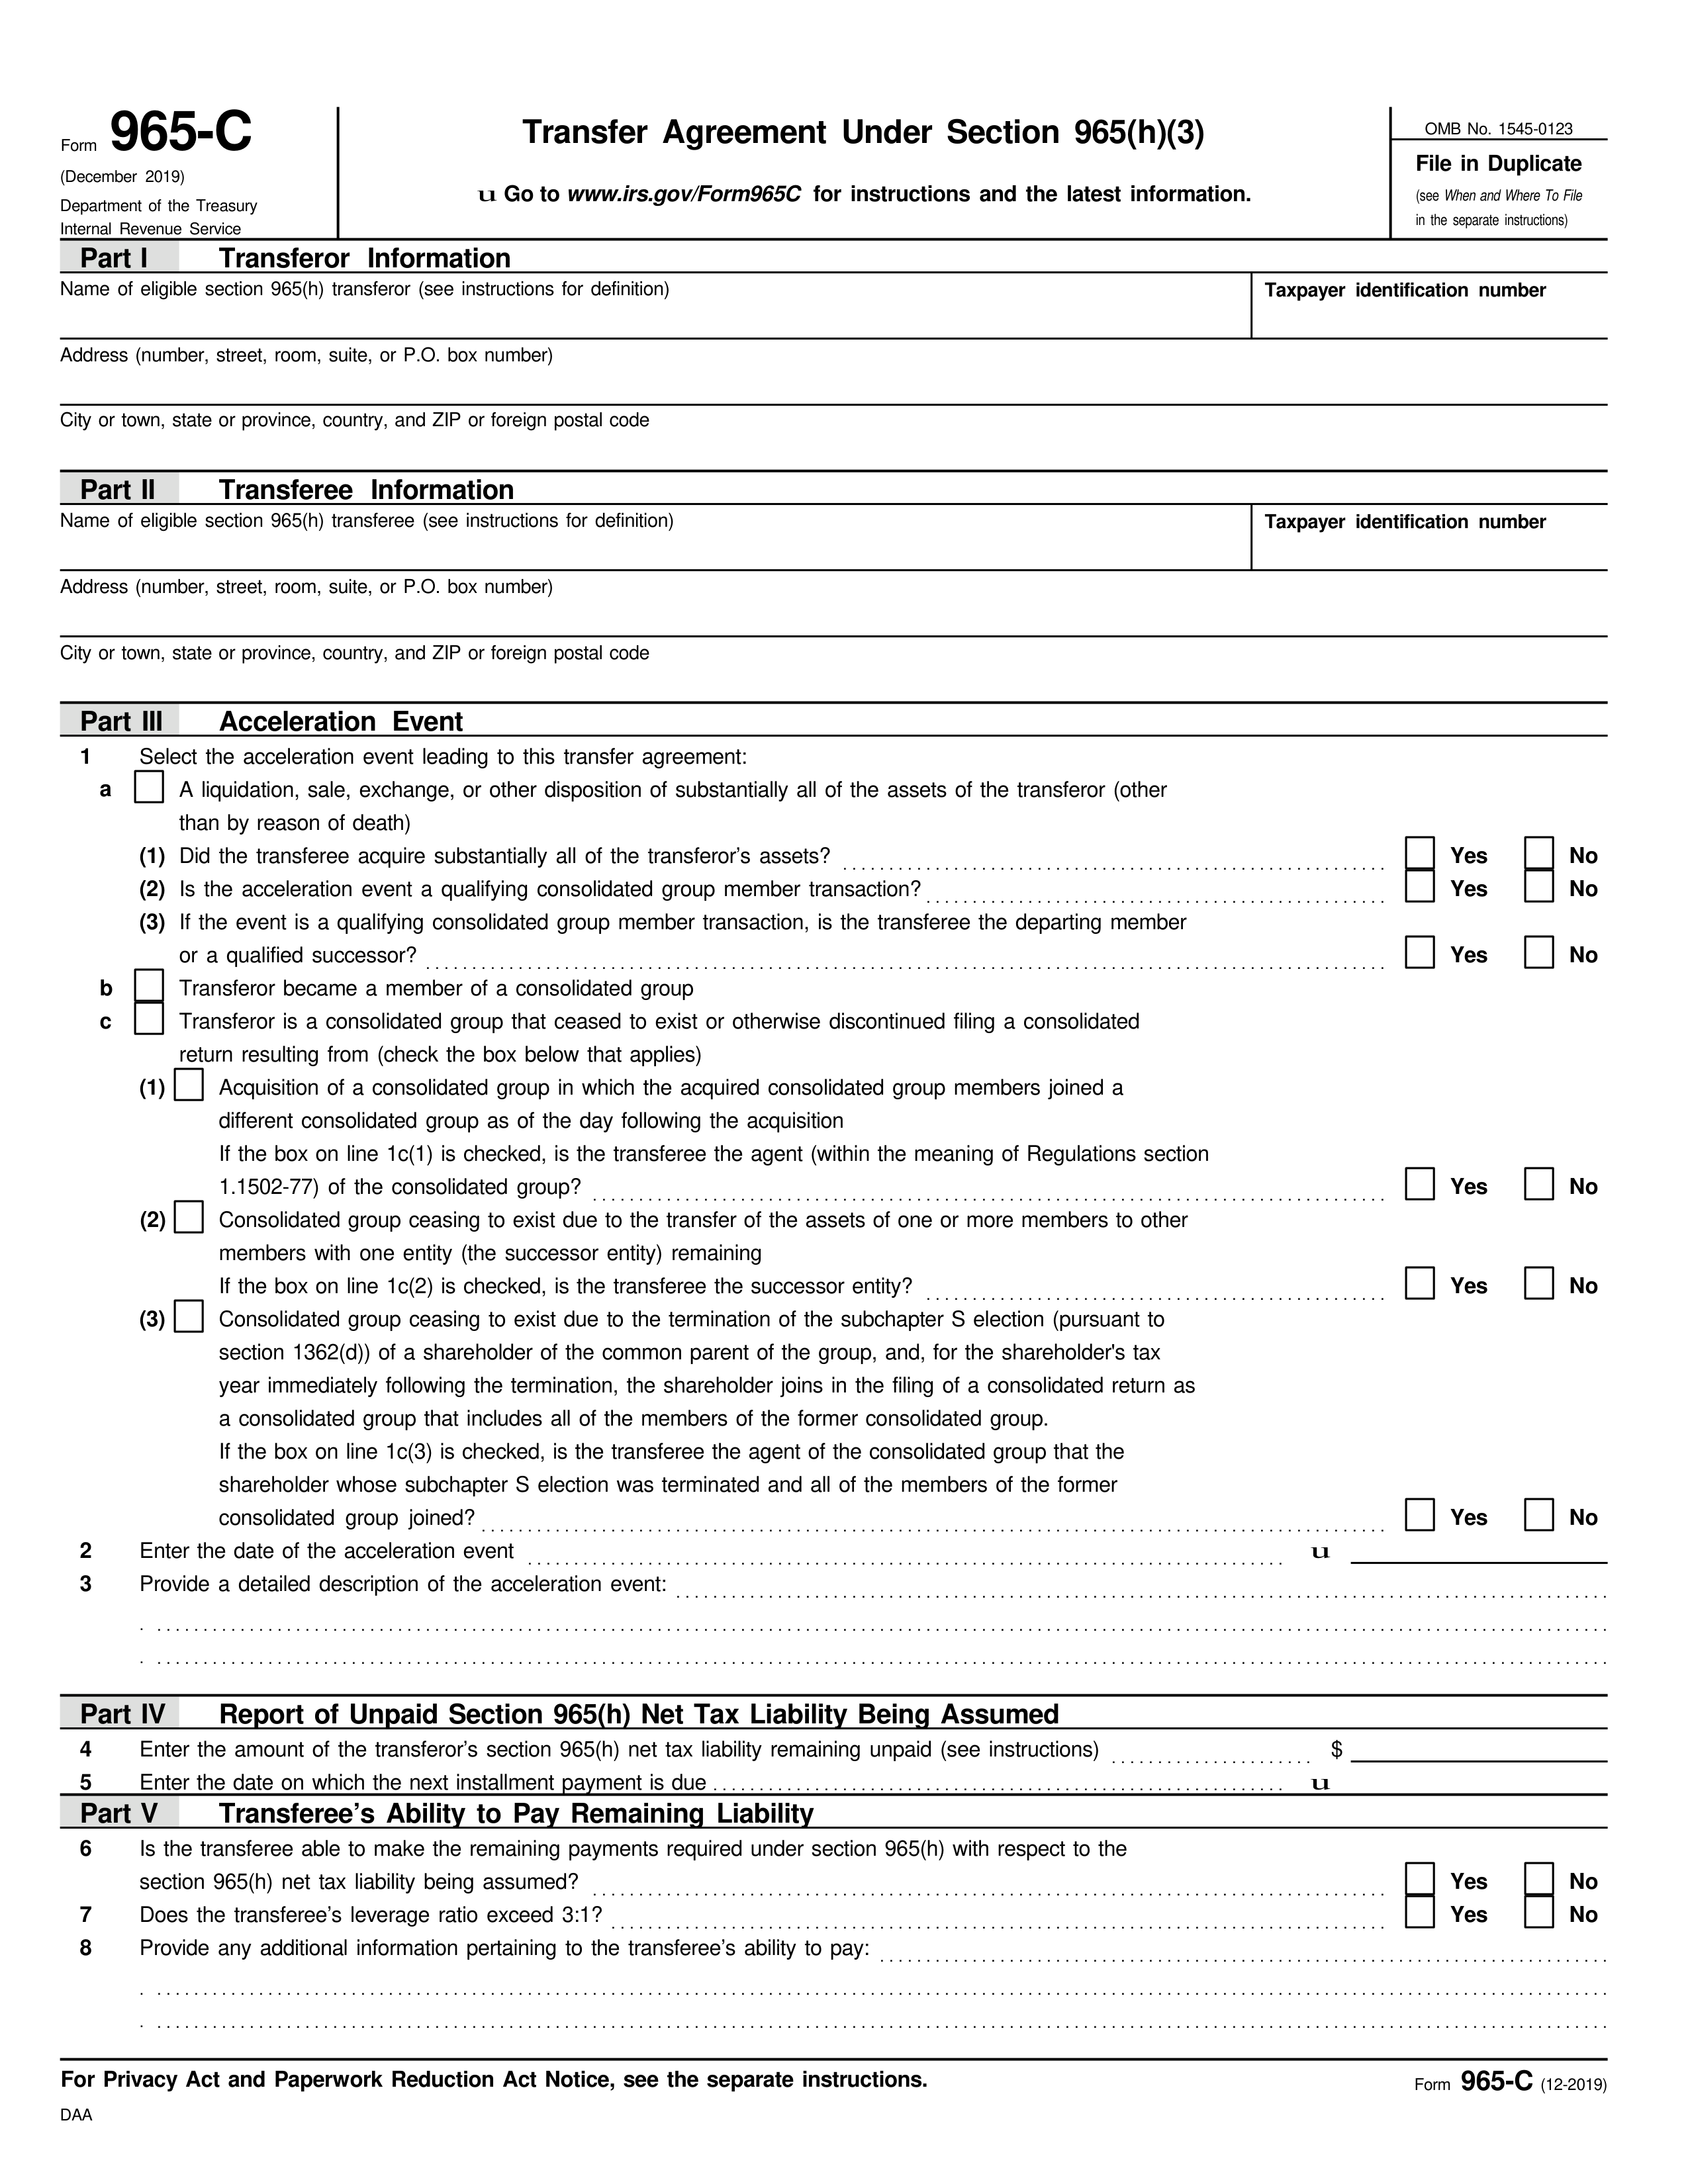 Form 965-C
(December 2019)
Department of the Treasury
Internal Revenue Service
Transfer Agreement Under Section 965(h)(3)
u Go to www.irs.gov/Form965C for instructions and the latest information.
OMB No. 1545-0123
File in Duplicate
(see When and Where To File
in the separate instructions)
Part I Transferor Information
Name of eligible section 965(h) transferor (see instructions for definition)
Taxpayer identification number
Address (number, street, room, suite, or P.O. box number)
City or town, state or province, country, and ZIP or foreign postal code
Part II Transferee Information
Name of eligible section 965(h) transferee (see instructions for definition)
Taxpayer identification number
Address (number, street, room, suite, or P.O. box number)
City or town, state or province, country, and ZIP or foreign postal code
Part III Acceleration Event
1 Select the acceleration event leading to this transfer agreement:
a A liquidation, sale, exchange, or other disposition of substantially all of the assets of the transferor (other
than by reason of death)
(1) Did the transferee acquire substantially all of the transferor’s assets? Yes No
(2) Is the acceleration event a qualifying consolidated group member transaction? Yes No
(3) If the event is a qualifying consolidated group member transaction, is the transferee the departing member
or a qualified successor? Yes No
b Transferor became a member of a consolidated group
c Transferor is a consolidated group that ceased to exist or otherwise discontinued filing a consolidated
return resulting from (check the box below that applies)
(1) Acquisition of a consolidated group in which the acquired consolidated group members joined a
different consolidated group as of the day following the acquisition
If the box on line 1c(1) is checked, is the transferee the agent (within the meaning of Regulations section
1.1502-77) of the consolidated group? Yes No
(2) Consolidated group ceasing to exist due to the transfer of the assets of one or more members to other
members with one entity (the successor entity) remaining
If the box on line 1c(2) is checked, is the transferee the successor entity? Yes No
(3) Consolidated group ceasing to exist due to the termination of the subchapter S election (pursuant to
section 1362(d)) of a shareholder of the common parent of the group, and, for the shareholder's tax
year immediately following the termination, the shareholder joins in the filing of a consolidated return as
a consolidated group that includes all of the members of the former consolidated group.
If the box on line 1c(3) is checked, is the transferee the agent of the consolidated group that the
shareholder whose subchapter S election was terminated and all of the members of the former
consolidated group joined? Yes No
2 Enter the date of the acceleration event u
3 Provide a detailed description of the acceleration event:
Part IV Report of Unpaid Section 965(h) Net Tax Liability Being Assumed
4 Enter the amount of the transferor’s section 965(h) net tax liability remaining unpaid (see instructions) $
5 Enter the date on which the next installment payment is due u
Part V Transferee’s Ability to Pay Remaining Liability
6 Is the transferee able to make the remaining payments required under section 965(h) with respect to the
section 965(h) net tax liability being assumed? Yes No
7 Does the transferee’s leverage ratio exceed 3:1? Yes No
8 Provide any additional information pertaining to the transferee’s ability to pay:
For Privacy Act and Paperwork Reduction Act Notice, see the separate instructions.
Form 965-C (12-2019)
DAA